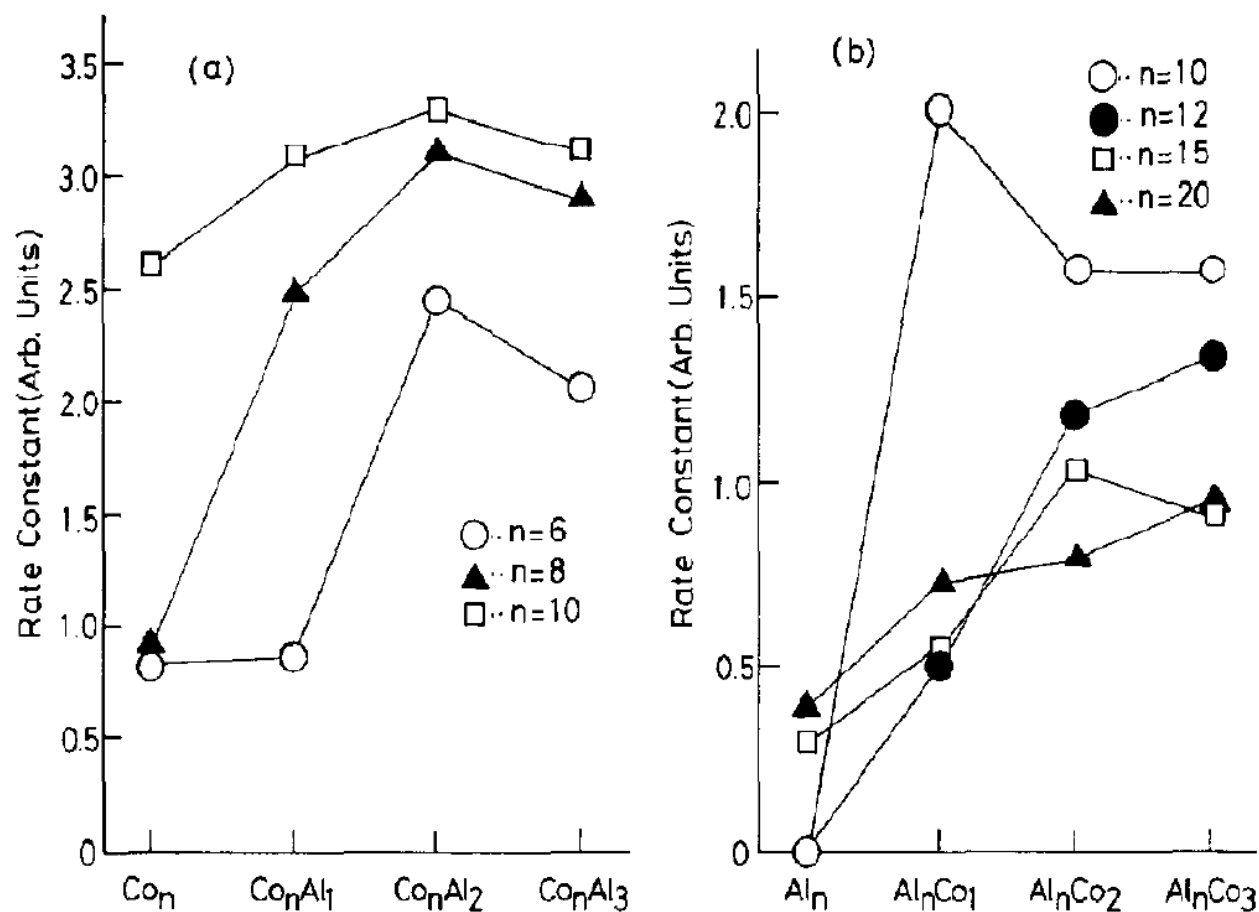 (a)
Rate Constant(Arb. Units)
3.5
3.0
2.5
2.0
1.5
1.0
0.5
0
Coₙ
CoₙAl₁
CoₙAl₂
CoₙAl₃
n=6
n=8
n=10
(b)
Rate Constant(Arb. Units)
2.0
1.5
1.0
0.5
0
Alₙ
AlₙCo₁
AlₙCo₂
AlₙCo₃
n=10
n=12
n=15
n=20